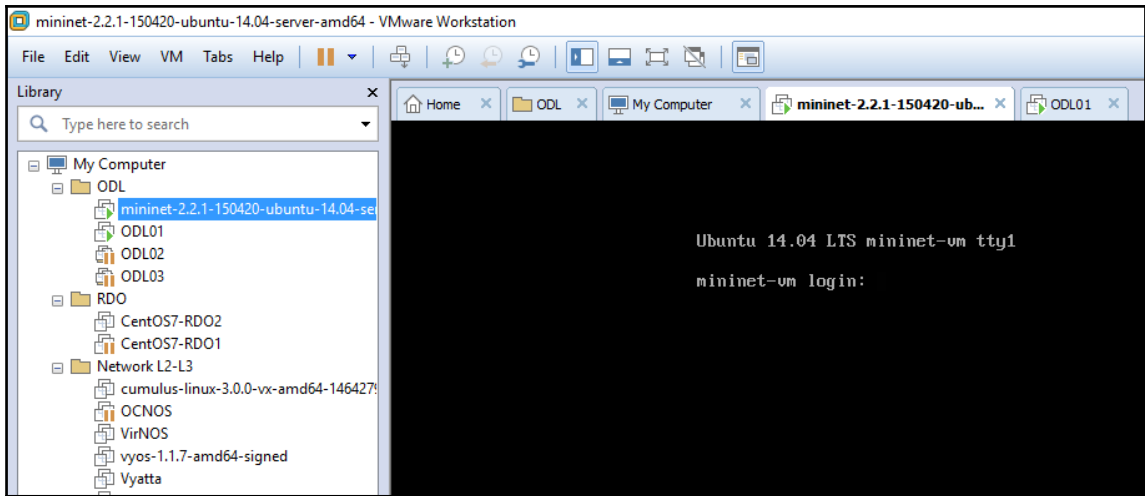 mininet-2.2.1-150420-ubuntu-14.04-server-amd64 - VMware Workstation
File Edit View VM Tabs Help
Library x
Type here to search
My Computer
ODL
mininet-2.2.1-150420-ubuntu-14.04-ser
ODL01
ODL02
ODL03
RDO
CentOS7-RDO2
CentOS7-RDO1
Network L2-L3
cumulus-linux-3.0.0-vx-amd64-146427
OCNOS
VirNOS
vyos-1.1.7-amd64-signed
Vyatta
Home ODL My Computer mininet-2.2.1-150420-ub... ODL01
Ubuntu 14.04 LTS mininet-vm tty1
mininet-vm login: